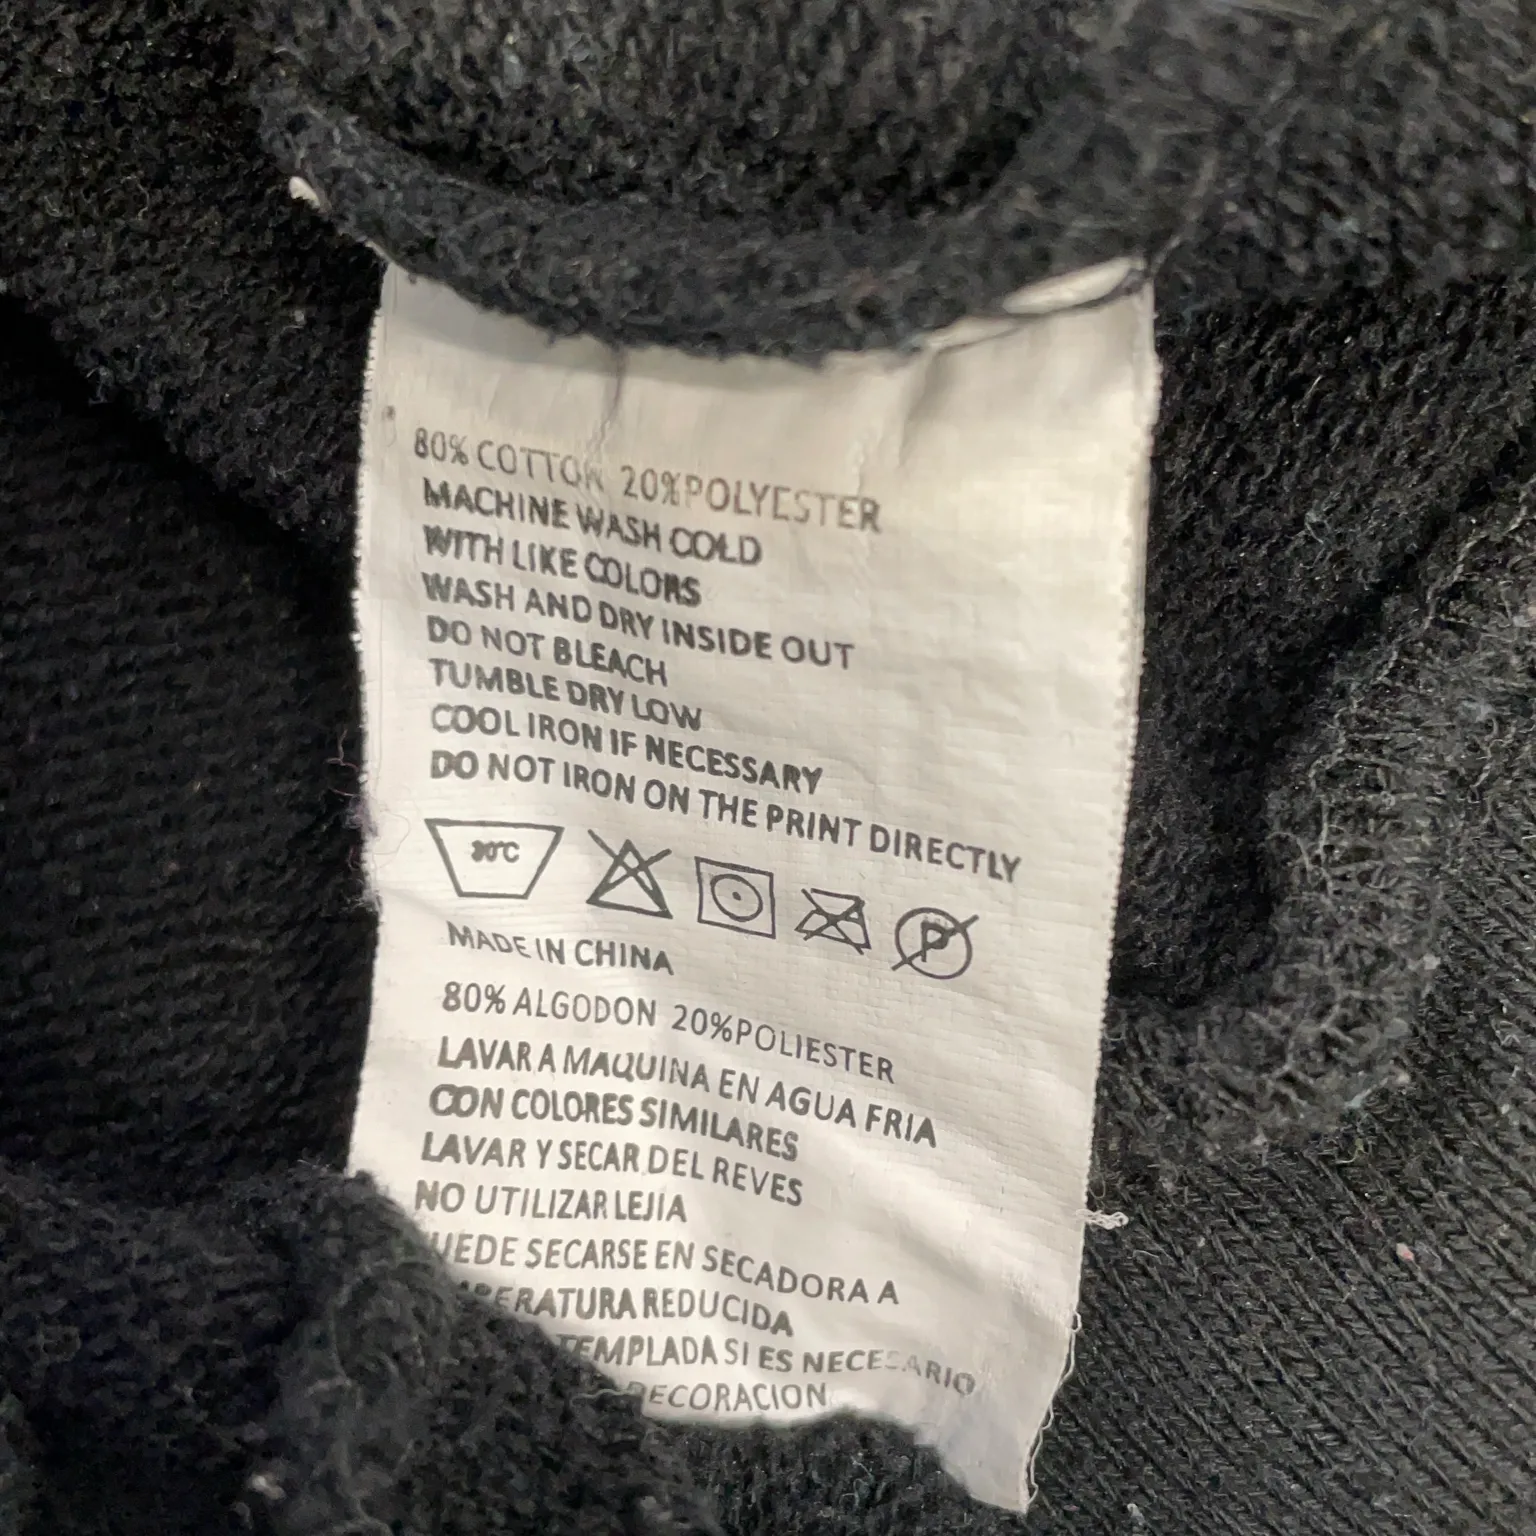 80% COTTON 20%POLYESTER
MACHINE WASH COLD
WITH LIKE COLORS
WASH AND DRY INSIDE OUT
DO NOT BLEACH
TUMBLE DRY LOW
COOL IRON IF NECESSARY
DO NOT IRON ON THE PRINT DIRECTLY
30°C
P
MADE IN CHINA
80% ALGODON 20%POLIESTER
LAVAR A MAQUINA EN AGUA FRIA
CON COLORES SIMILARES
LAVAR Y SECAR DEL REVES
NO UTILIZAR LEJIA
UEDE SECARSE EN SECADORA A
PERATURA REDUCIDA
TEMPLADA SI ES NECESARIO
DECORACION